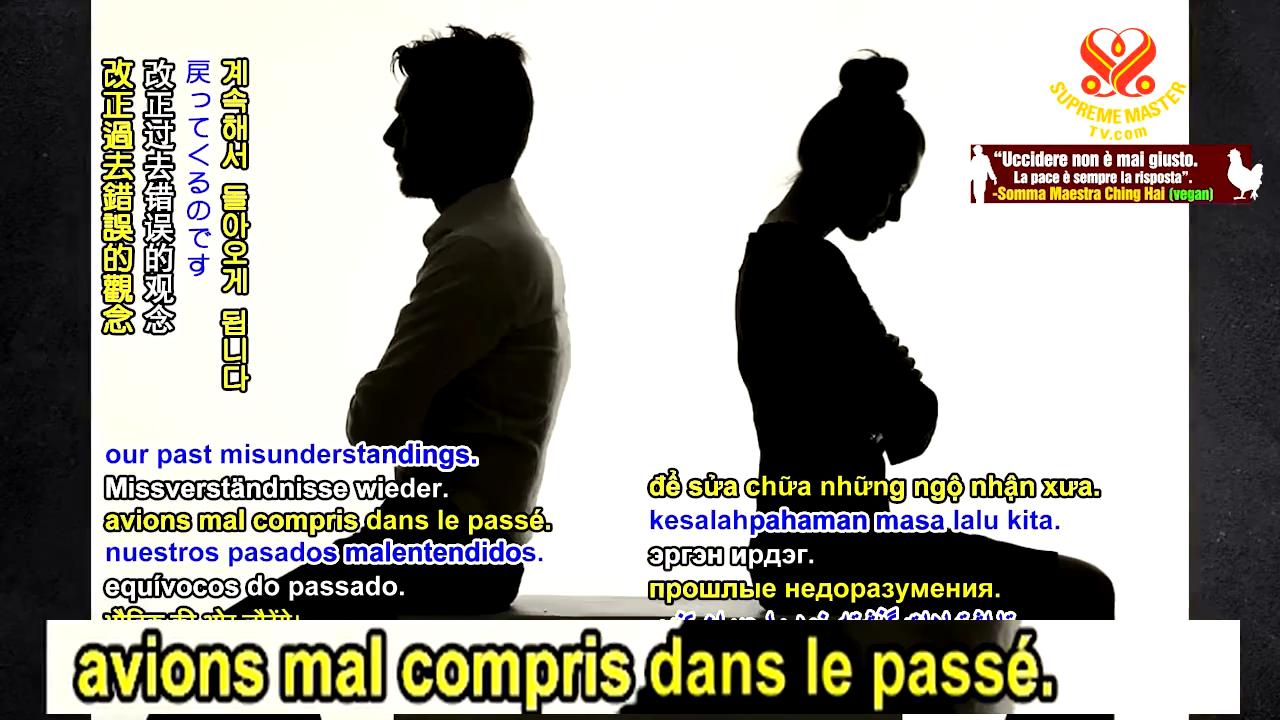 改正過去錯誤的觀念
改正过去错误的观念
戻ってくるのです
계속해서 돌아오게 됩니다
SUPREME MASTER
TV.com
“Uccidere non è mai giusto.
La pace è sempre la risposta”.
-Somma Maestra Ching Hai (vegan)
our past misunderstandings.
Missverständnisse wieder.
avions mal compris dans le passé.
nuestros pasados malentendidos.
equívocos do passado.
để sửa chữa những ngộ nhận xưa.
kesalahpahaman masa lalu kita.
эргэн ирдэг.
прошлые недоразумения.
avions mal compris dans le passé.